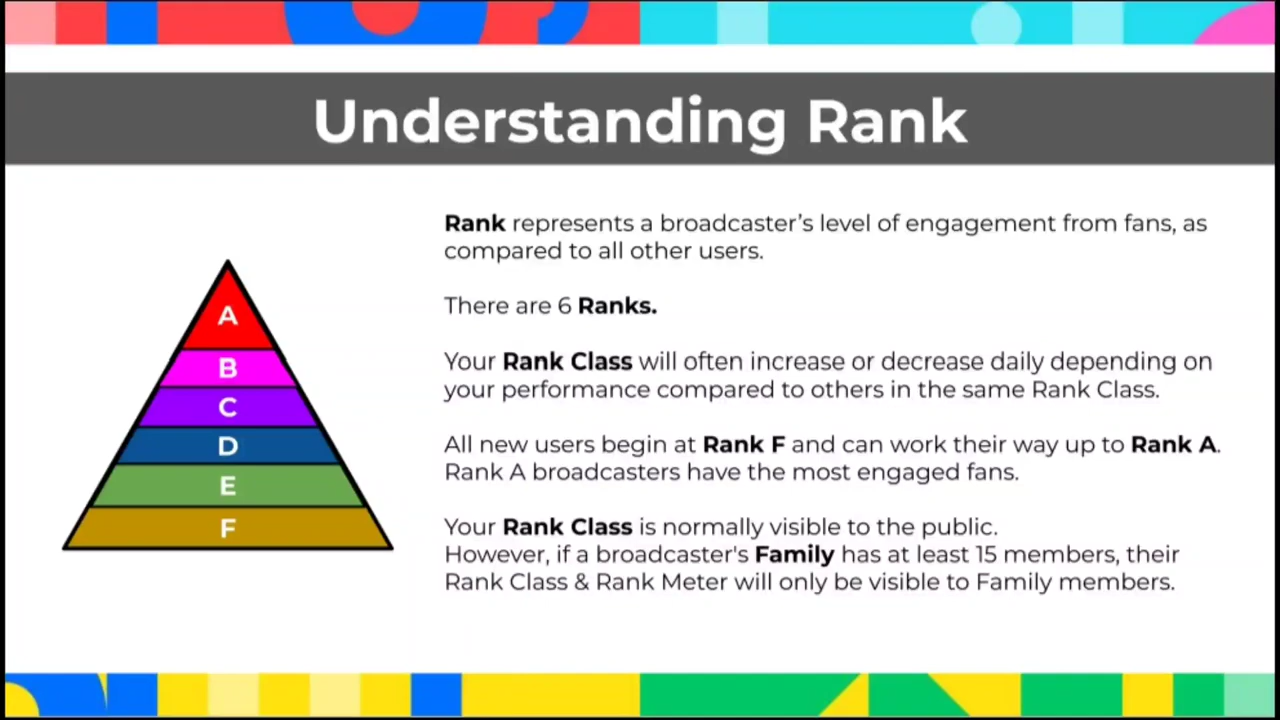 Understanding Rank
A
B
C
D
E
F
Rank represents a broadcaster's level of engagement from fans, as
compared to all other users.
There are 6 Ranks.
Your Rank Class will often increase or decrease daily depending on
your performance compared to others in the same Rank Class.
All new users begin at Rank F and can work their way up to Rank A.
Rank A broadcasters have the most engaged fans.
Your Rank Class is normally visible to the public.
However, if a broadcaster's Family has at least 15 members, their
Rank Class & Rank Meter will only be visible to Family members.